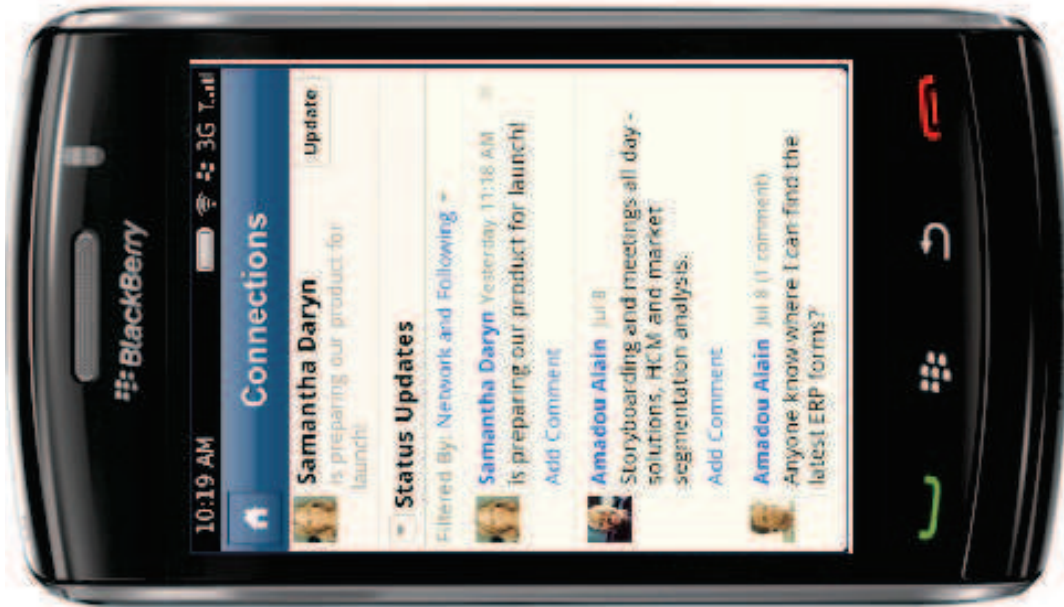 BlackBerry
10:19 AM 3G
Connections
Samantha Daryn
is preparing our product for
launch!
Update
Status Updates
Filtered By: Network and Following
Samantha Daryn Yesterday, 11:18 AM
is preparing our product for launch!
Add Comment
Amadou Alain Jul 8
Storyboarding and meetings all day -
solutions, HCM and market
segmentation analysis.
Add Comment
Amadou Alain Jul 8 (1 comment)
Anyone know where I can find the
latest ERP forms?